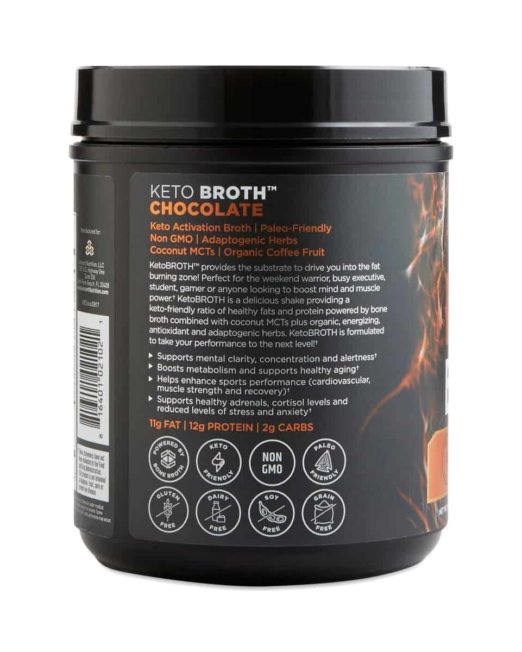 KETO BROTH™
CHOCOLATE
Keto Activation Broth | Paleo-Friendly
Non GMO | Adaptogenic Herbs
Coconut MCTs | Organic Coffee Fruit
KetoBROTH™ provides the substrate to drive you into the fat
burning zone! Perfect for the weekend warrior, busy executive,
student, gamer or anyone looking to boost mind and muscle
power.† KetoBROTH is a delicious shake providing a
keto-friendly ratio of healthy fats and protein powered by bone
broth combined with coconut MCTs plus organic, energizing,
antioxidant and adaptogenic herbs. KetoBROTH is formulated
to take your performance to the next level!†
▸ Supports mental clarity, concentration and alertness†
▸ Boosts metabolism and supports healthy aging†
▸ Helps enhance sports performance (cardiovascular,
muscle strength and recovery)†
▸ Supports healthy adrenals, cortisol levels and
reduced levels of stress and anxiety†
11g FAT | 12g PROTEIN | 2g CARBS
POWERED BY
BONE BROTH
KETO
FRIENDLY
NON
GMO
PALEO
FRIENDLY
GLUTEN
FREE
DAIRY
FREE
SOY
FREE
GRAIN
FREE
8 16401 02102 1